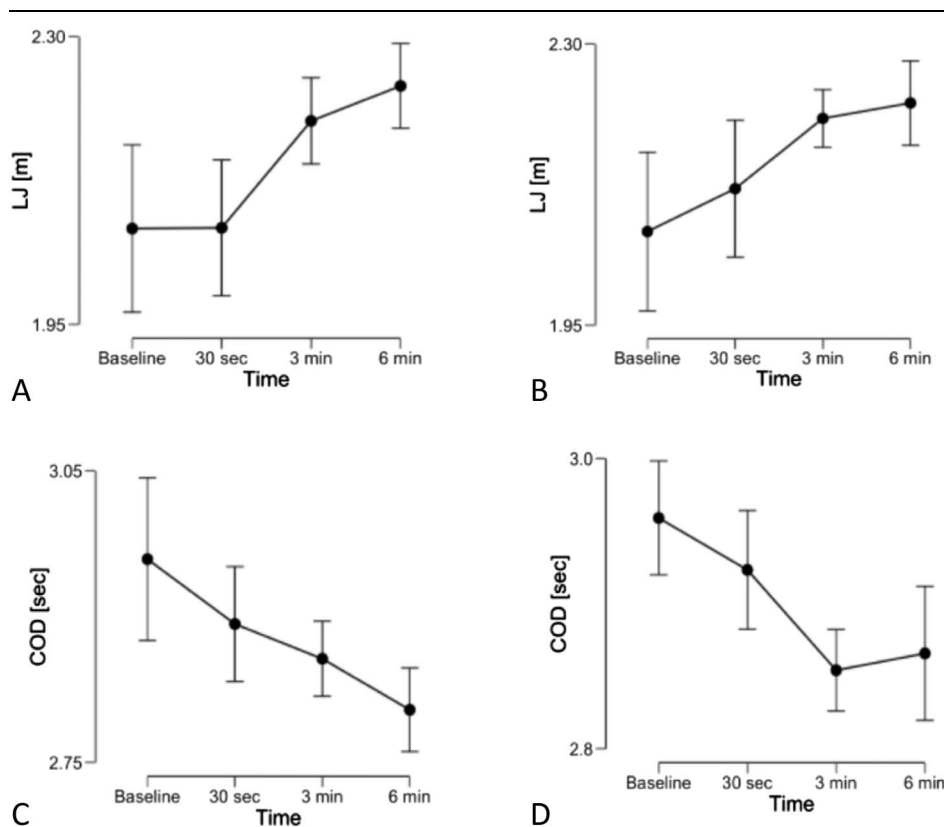 2.30
LJ [m]
1.95
Baseline 30 sec 3 min 6 min
Time
A
2.30
LJ [m]
1.95
Baseline 30 sec 3 min 6 min
Time
B
3.05
COD [sec]
2.75
Baseline 30 sec 3 min 6 min
Time
C
3.0
COD [sec]
2.8
Baseline 30 sec 3 min 6 min
Time
D